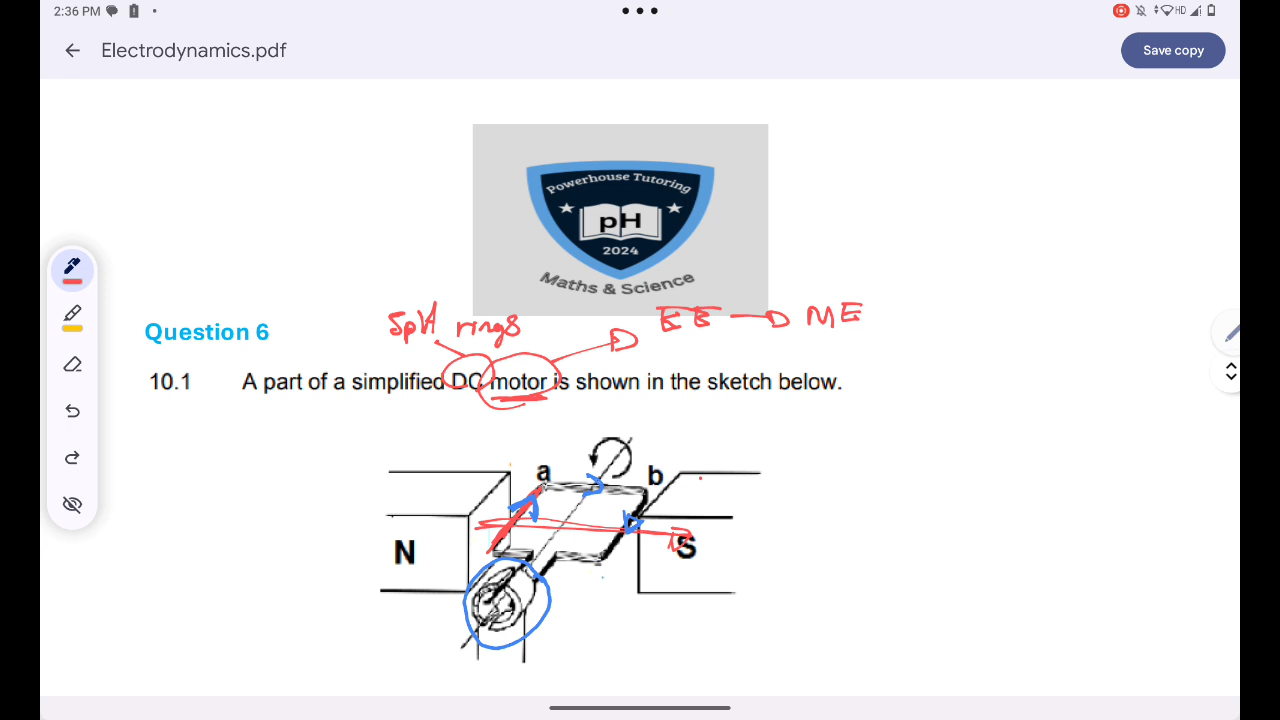 2:36 PM
HD
Electrodynamics.pdf
Save copy
Powerhouse Tutoring
pH
2024
Maths & Science
Split rings
EE → ME
Question 6
10.1 A part of a simplified DC motor is shown in the sketch below.
a
b
N
S